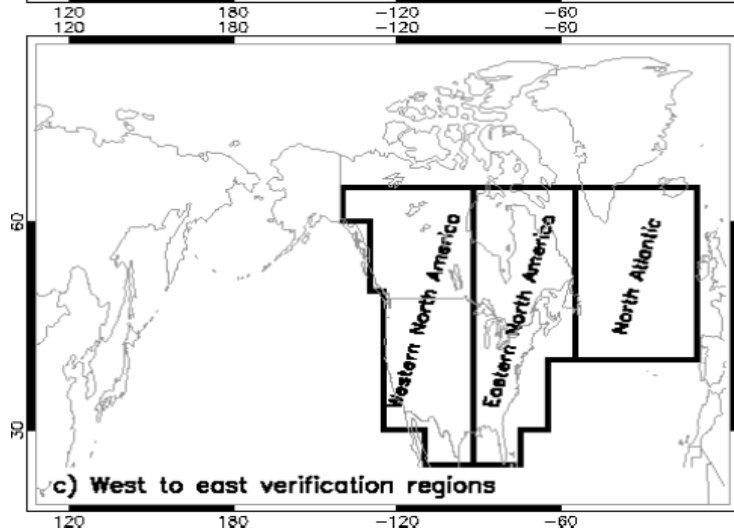 120 180 -120 -60
120 180 -120 -60
60
Western North America
Eastern North America
North Atlantic
30
c) West to east verification regions
120 180 -120 -60